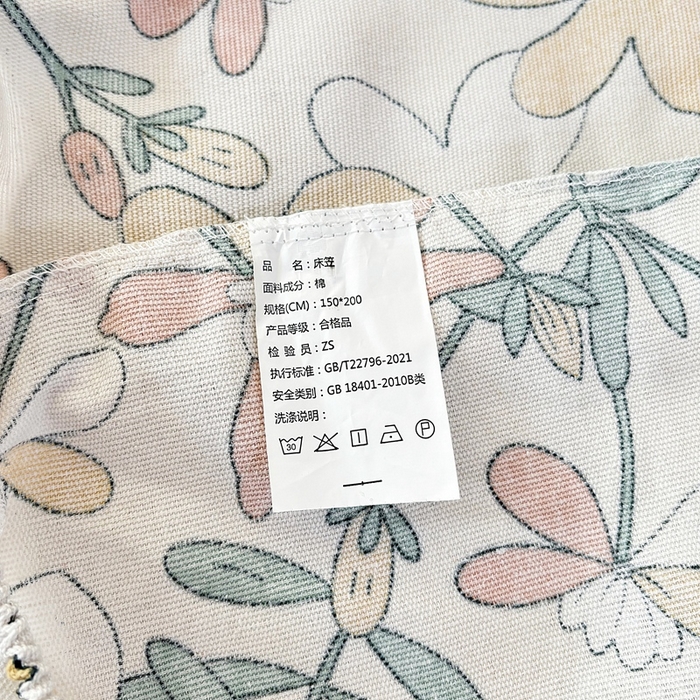 品 名：床笠
面料成分：棉
规格(CM)：150*200
产品等级：合格品
检 验 员：ZS
执行标准：GB/T22796-2021
安全类别：GB 18401-2010B类
洗涤说明：
30 P